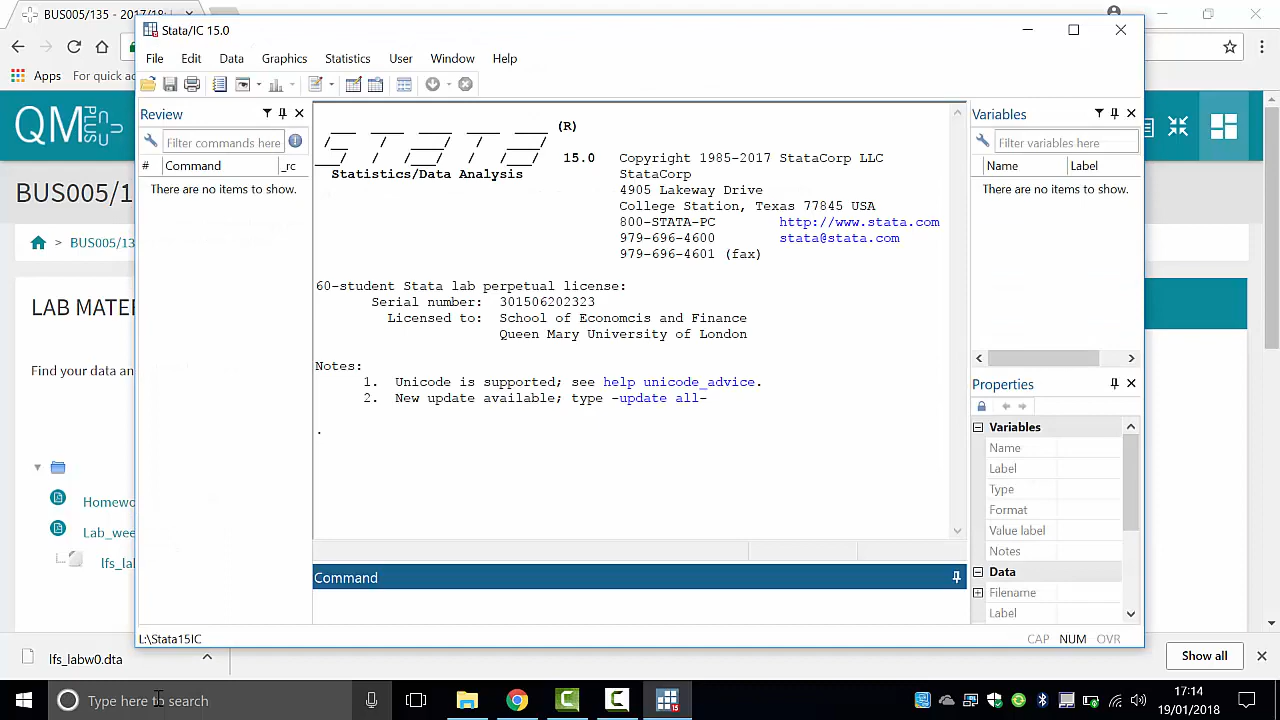 BUS005/135 - 2017/18:
Stata/IC 15.0
File Edit Data Graphics Statistics User Window Help
Apps For quick ac
Review
Filter commands here
# Command _rc
There are no items to show.
(R)
15.0 Copyright 1985-2017 StataCorp LLC
Statistics/Data Analysis StataCorp
4905 Lakeway Drive
College Station, Texas 77845 USA
800-STATA-PC http://www.stata.com
979-696-4600 stata@stata.com
979-696-4601 (fax)
60-student Stata lab perpetual license:
Serial number: 301506202323
Licensed to: School of Economcis and Finance
Queen Mary University of London
Notes:
1. Unicode is supported; see help unicode_advice.
2. New update available; type -update all-
.
Command
Variables
Filter variables here
Name Label
There are no items to show.
Properties
Variables
Name
Label
Type
Format
Value label
Notes
Data
Filename
Label
L:\Stata15IC
CAP NUM OVR
QM PLUS
BUS005/1
BUS005/13
LAB MATER
Find your data an
Homewo
Lab_wee
lfs_lal
lfs_labw0.dta
Show all
Type here to search
15
17:14
19/01/2018